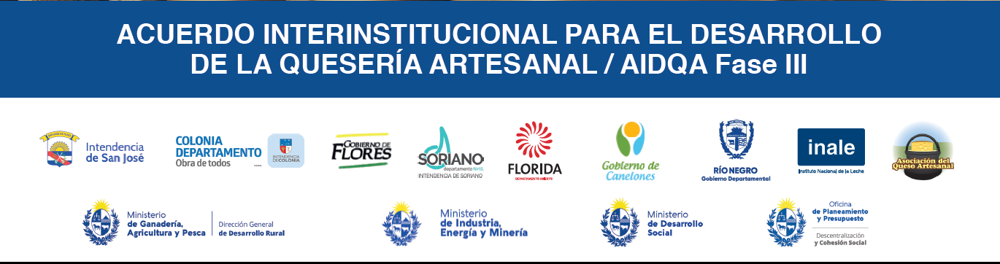 ACUERDO INTERINSTITUCIONAL PARA EL DESARROLLO
DE LA QUESERÍA ARTESANAL / AIDQA Fase III
Intendencia
de San José
COLONIA
DEPARTAMENTO
Obra de todos
INTENDENCIA
DE COLONIA
GOBIERNO DE
FLORES
SORIANO
departamento fértil
INTENDENCIA DE SORIANO
FLORIDA
DEPARTAMENTO ABIERTO
Gobierno de
Canelones
RÍO NEGRO
Gobierno Departamental
inale
Instituto Nacional de la Leche
Asociación del
Queso Artesanal
Ministerio
de Ganadería,
Agricultura y Pesca
Dirección General
de Desarrollo Rural
Ministerio
de Industria,
Energía y Minería
Ministerio
de Desarrollo
Social
Oficina
de Planeamiento
y Presupuesto
Descentralización
y Cohesión Social